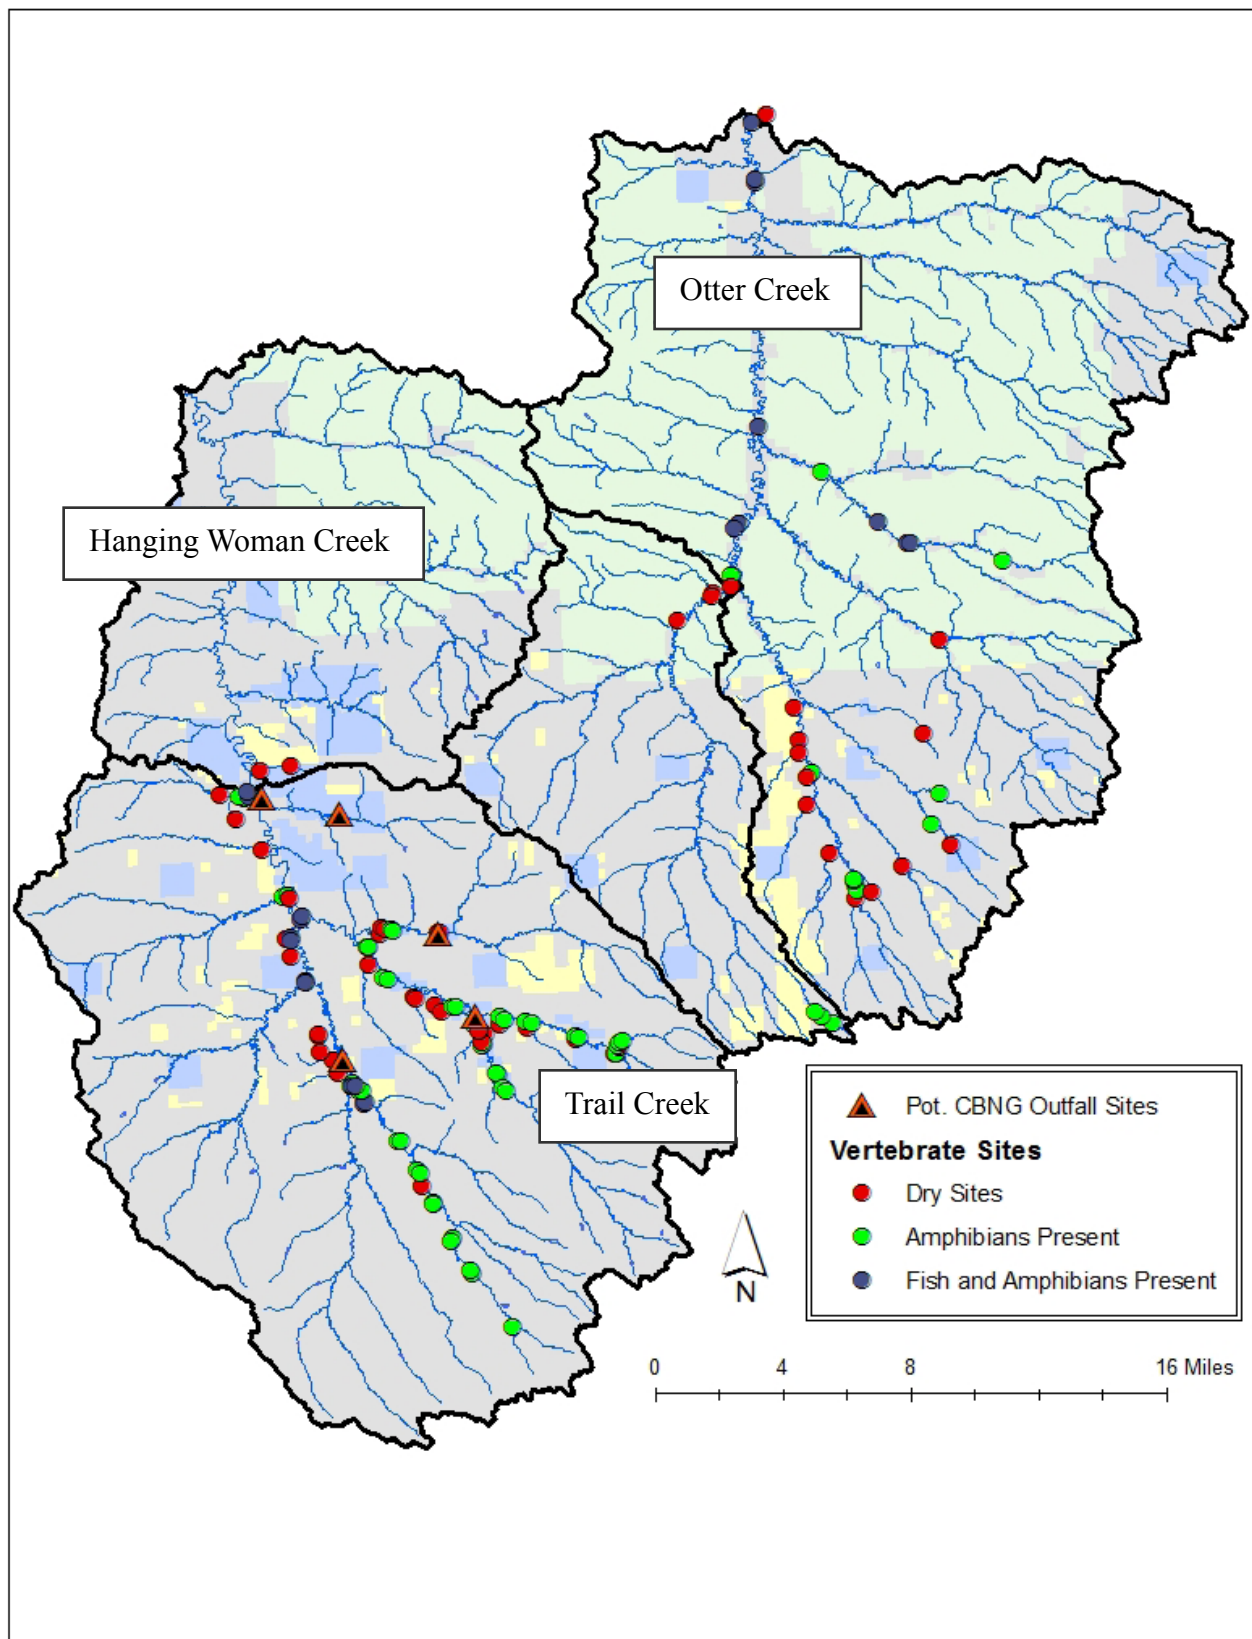 Otter Creek
Hanging Woman Creek
Trail Creek
Pot. CBNG Outfall Sites
Vertebrate Sites
Dry Sites
Amphibians Present
Fish and Amphibians Present
N
0 4 8 16 Miles